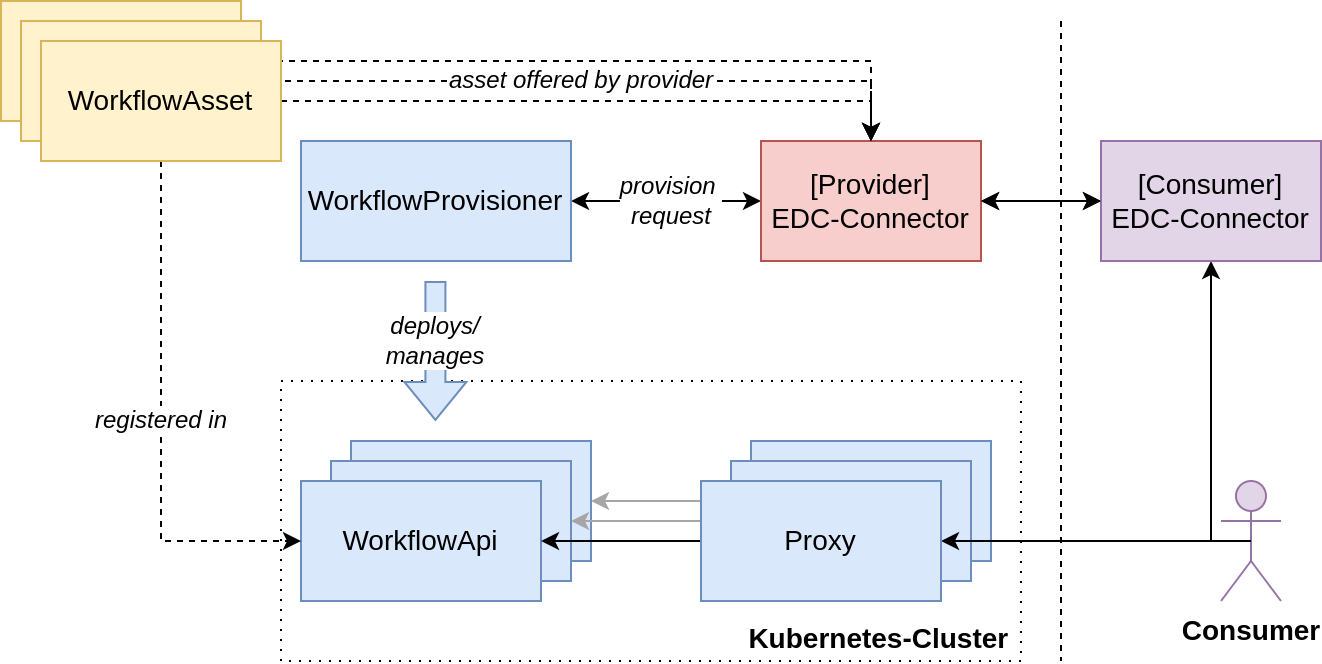 asset offered by provider
WorkflowAsset
WorkflowProvisioner
provision
request
[Provider]
EDC-Connector
[Consumer]
EDC-Connector
deploys/
manages
registered in
WorkflowApi
Proxy
Kubernetes-Cluster
Consumer